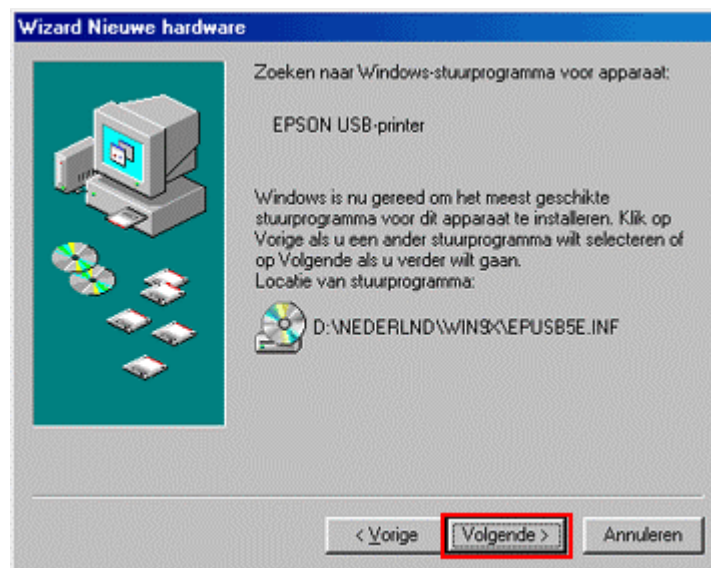 Wizard Nieuwe hardware
Zoeken naar Windows-stuurprogramma voor apparaat:
EPSON USB-printer
Windows is nu gereed om het meest geschikte
stuurprogramma voor dit apparaat te installeren. Klik op
Vorige als u een ander stuurprogramma wilt selecteren of
op Volgende als u verder wilt gaan.
Locatie van stuurprogramma:
D:\NEDERLND\WIN9X\EPUSB5E.INF
< Vorige Volgende > Annuleren